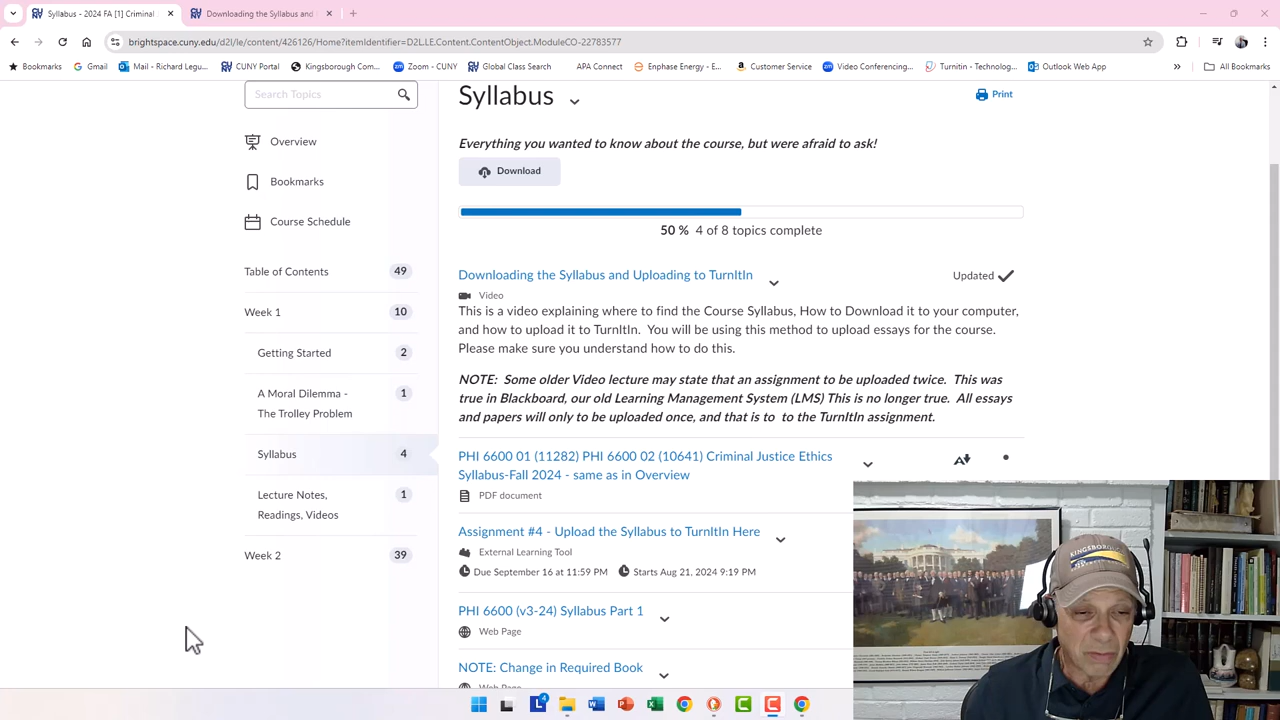 Syllabus - 2024 FA [1] Criminal
Downloading the Syllabus and
brightspace.cuny.edu/d2l/le/content/426126/Home?itemIdentifier=D2L.LE.Content.ContentObject.ModuleCO-22783577
Bookmarks Gmail Mail - Richard Legu... CUNY Portal Kingsborough Comm... Zoom - CUNY Global Class Search APA Connect Enphase Energy - E... Customer Service Video Conferencing... Turnitin - Technolog... Outlook Web App All Bookmarks
Search Topics
Overview
Bookmarks
Course Schedule
Table of Contents 49
Week 1 10
Getting Started 2
A Moral Dilemma - 1
The Trolley Problem
Syllabus 4
Lecture Notes, 1
Readings, Videos
Week 2 39
Syllabus
Print
Everything you wanted to know about the course, but were afraid to ask!
Download
50 % 4 of 8 topics complete
Downloading the Syllabus and Uploading to TurnItIn
Updated
Video
This is a video explaining where to find the Course Syllabus, How to Download it to your computer,
and how to upload it to TurnItIn. You will be using this method to upload essays for the course.
Please make sure you understand how to do this.
NOTE: Some older Video lecture may state that an assignment to be uploaded twice. This was
true in Blackboard, our old Learning Management System (LMS) This is no longer true. All essays
and papers will only to be uploaded once, and that is to to the TurnItIn assignment.
PHI 6600 01 (11282) PHI 6600 02 (10641) Criminal Justice Ethics
Syllabus-Fall 2024 - same as in Overview
PDF document
Assignment #4 - Upload the Syllabus to TurnItIn Here
External Learning Tool
Due September 16 at 11:59 PM Starts Aug 21, 2024 9:19 PM
PHI 6600 (v3-24) Syllabus Part 1
Web Page
NOTE: Change in Required Book
Web Page
KINGSBOROUGH